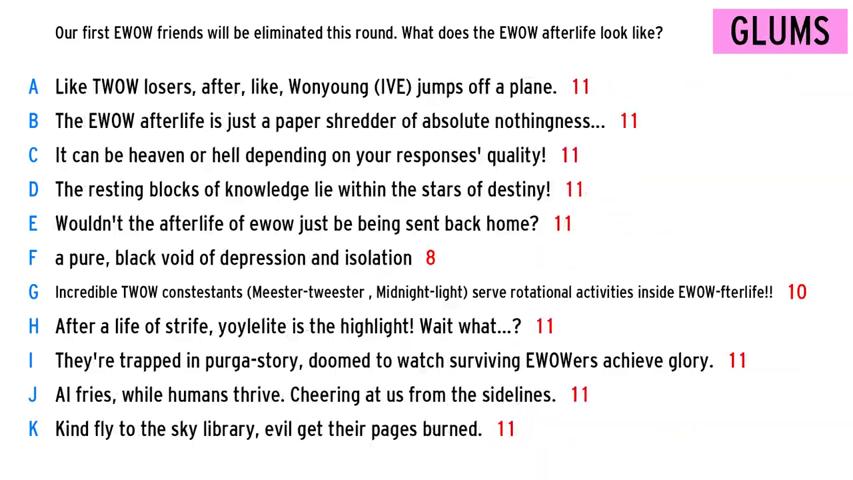 Our first EWOW friends will be eliminated this round. What does the EWOW afterlife look like?
GLUMS
A Like TWOW losers, after, like, Wonyoung (IVE) jumps off a plane. 11
B The EWOW afterlife is just a paper shredder of absolute nothingness... 11
C It can be heaven or hell depending on your responses' quality! 11
D The resting blocks of knowledge lie within the stars of destiny! 11
E Wouldn't the afterlife of ewow just be being sent back home? 11
F a pure, black void of depression and isolation 8
G Incredible TWOW constestants (Meester-tweester , Midnight-light) serve rotational activities inside EWOW-fterlife!! 10
H After a life of strife, yoylelite is the highlight! Wait what...? 11
I They're trapped in purga-story, doomed to watch surviving EWOWers achieve glory. 11
J AI fries, while humans thrive. Cheering at us from the sidelines. 11
K Kind fly to the sky library, evil get their pages burned. 11